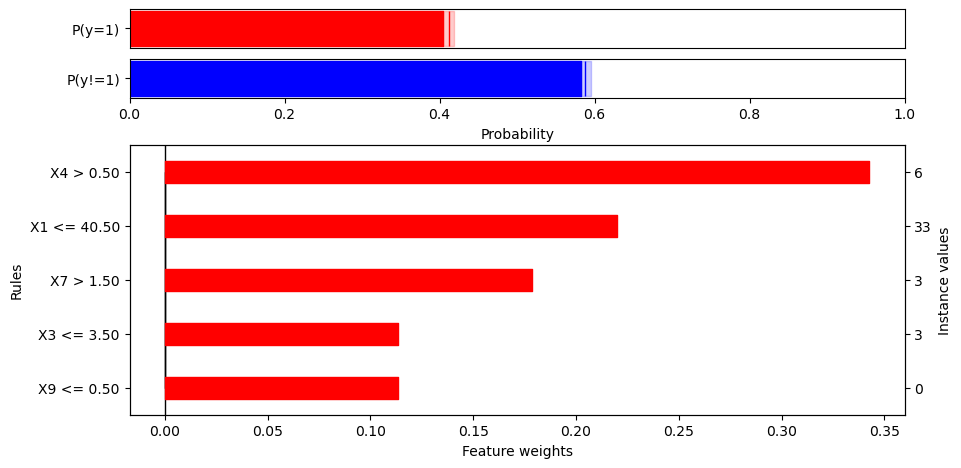 P(y=1)
P(y!=1)
0.0 0.2 0.4 0.6 0.8 1.0
Probability
X4 > 0.50 6
X1 <= 40.50 33
X7 > 1.50 3
X3 <= 3.50 3
X9 <= 0.50 0
Rules
Instance values
0.00 0.05 0.10 0.15 0.20 0.25 0.30 0.35
Feature weights